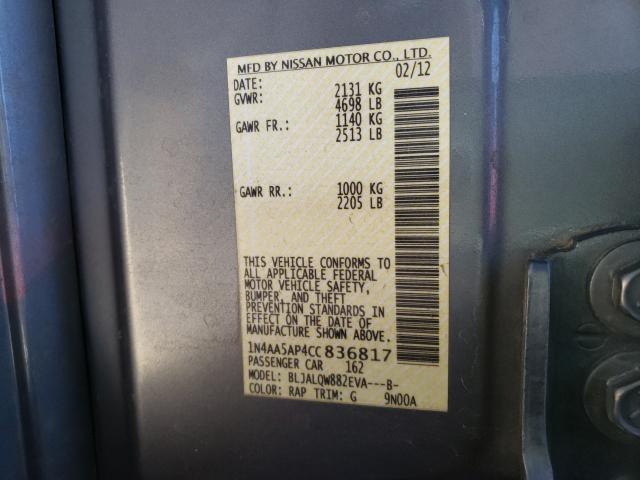 MFD BY NISSAN MOTOR CO., LTD.
DATE: 02/12
GVWR: 2131 KG
4698 LB
GAWR FR.: 1140 KG
2513 LB
GAWR RR.: 1000 KG
2205 LB
THIS VEHICLE CONFORMS TO
ALL APPLICABLE FEDERAL
MOTOR VEHICLE SAFETY,
BUMPER, AND THEFT
PREVENTION STANDARDS IN
EFFECT ON THE DATE OF
MANUFACTURE SHOWN ABOVE.
1N4AA5AP4CC836817
PASSENGER CAR 162
MODEL: BLJALQW882EVA---B-
COLOR: RAP TRIM: G 9N00A